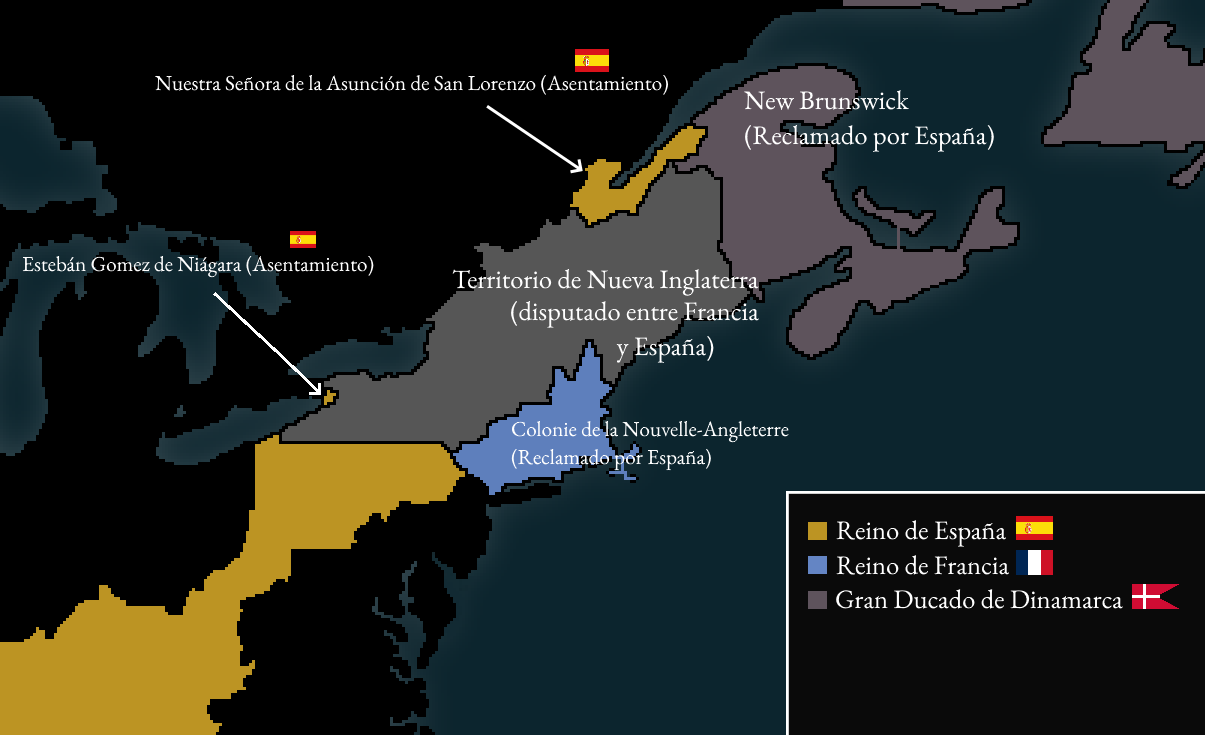 Nuestra Señora de la Asunción de San Lorenzo (Asentamiento)
New Brunswick
(Reclamado por España)
Estebán Gomez de Niágara (Asentamiento)
Territorio de Nueva Inglaterra
(disputado entre Francia
y España)
Colonie de la Nouvelle-Angleterre
(Reclamado por España)
Reino de España
Reino de Francia
Gran Ducado de Dinamarca